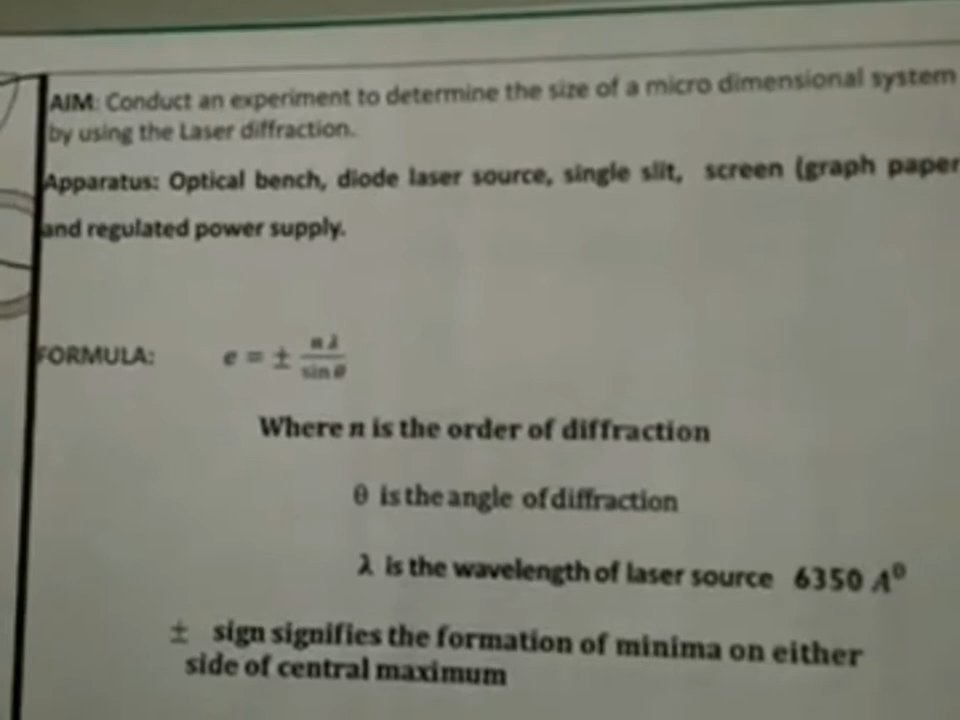 AIM: Conduct an experiment to determine the size of a micro dimensional system
by using the Laser diffraction.
Apparatus: Optical bench, diode laser source, single slit, screen (graph paper
and regulated power supply.
FORMULA: e = ± n λ / sin θ
Where n is the order of diffraction
θ is the angle of diffraction
λ is the wavelength of laser source 6350 A⁰
± sign signifies the formation of minima on either
side of central maximum